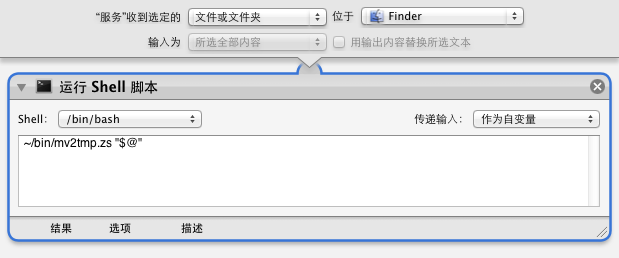 “服务”收到选定的 文件或文件夹 位于 Finder
输入为 所选全部内容 用输出内容替换所选文本
运行 Shell 脚本
Shell: /bin/bash 传递输入: 作为自变量
~/bin/mv2tmp.zs "$@"
结果 选项 描述